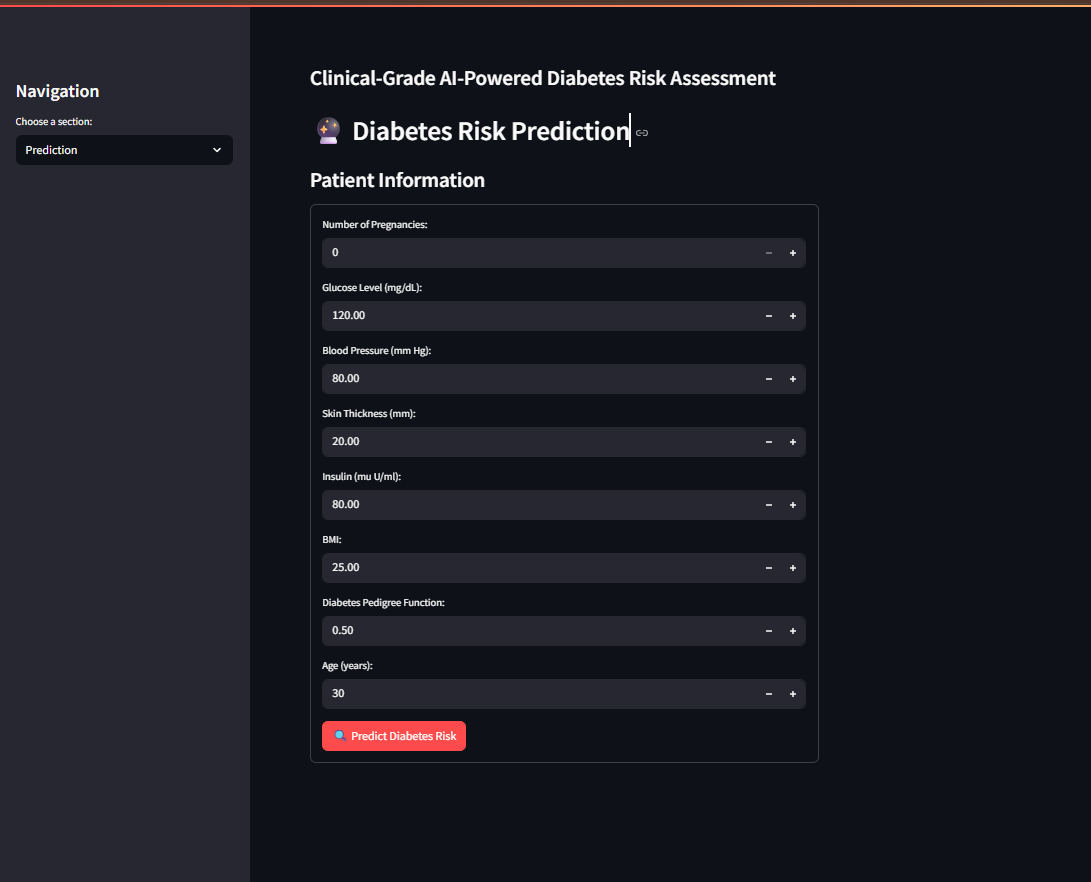 Navigation
Choose a section:
Prediction
Clinical-Grade AI-Powered Diabetes Risk Assessment
🔮 Diabetes Risk Prediction
Patient Information
Number of Pregnancies:
0
Glucose Level (mg/dL):
120.00
Blood Pressure (mm Hg):
80.00
Skin Thickness (mm):
20.00
Insulin (mu U/ml):
80.00
BMI:
25.00
Diabetes Pedigree Function:
0.50
Age (years):
30
🔍 Predict Diabetes Risk